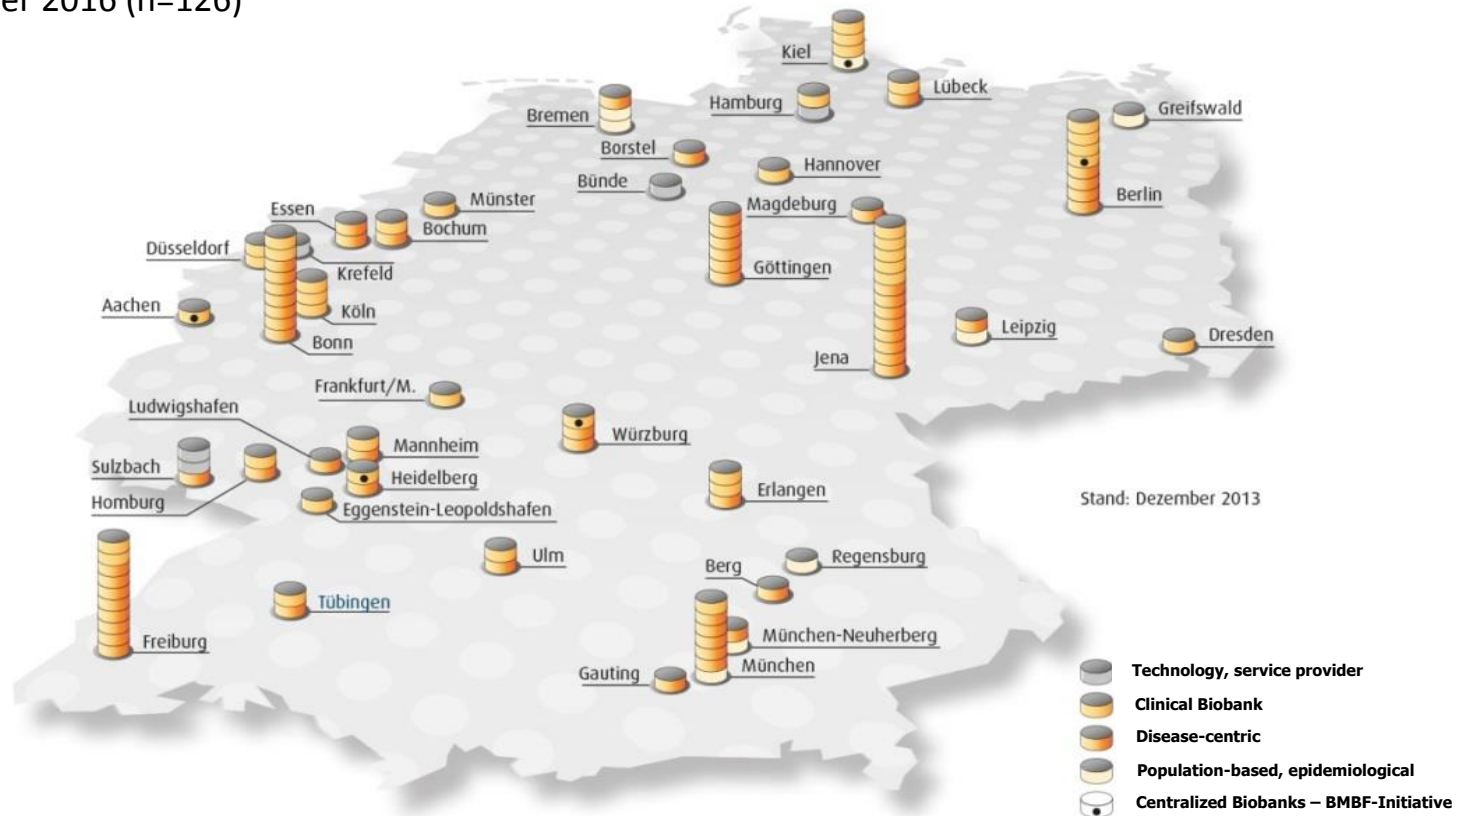 er 2016 (n=126)
Kiel
Lübeck
Hamburg
Bremen
Greifswald
Borstel
Hannover
Bünde
Berlin
Münster
Magdeburg
Essen
Bochum
Düsseldorf
Göttingen
Krefeld
Aachen
Köln
Leipzig
Dresden
Bonn
Jena
Frankfurt/M.
Ludwigshafen
Würzburg
Mannheim
Sulzbach
Heidelberg
Erlangen
Stand: Dezember 2013
Homburg
Eggenstein-Leopoldshafen
Ulm
Regensburg
Berg
Tübingen
Freiburg
München-Neuherberg
München
Gauting
Technology, service provider
Clinical Biobank
Disease-centric
Population-based, epidemiological
Centralized Biobanks – BMBF-Initiative